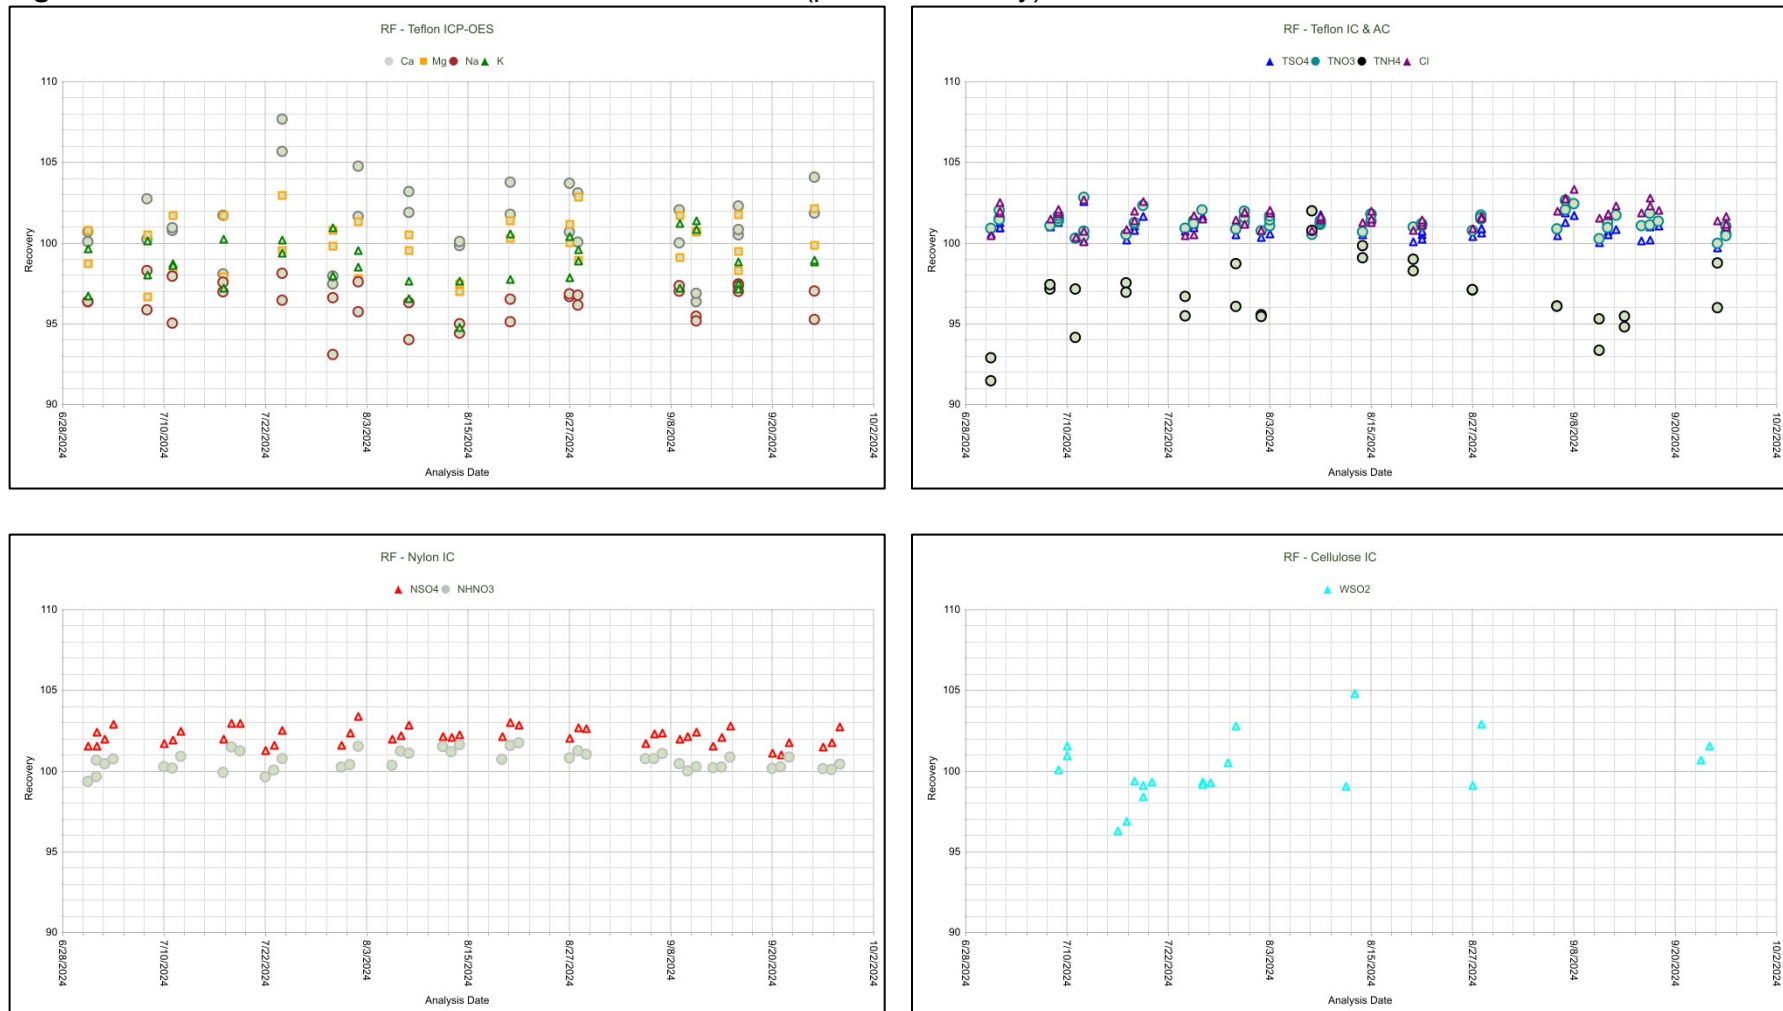 RF - Teflon ICP-OES
Ca Mg Na K
110
105
100
95
90
Recovery
6/28/2024 7/10/2024 7/22/2024 8/3/2024 8/15/2024 8/27/2024 9/8/2024 9/20/2024 10/2/2024
Analysis Date
RF - Teflon IC & AC
TSO4 TNO3 TNH4 Cl
110
105
100
95
90
Recovery
6/28/2024 7/10/2024 7/22/2024 8/3/2024 8/15/2024 8/27/2024 9/8/2024 9/20/2024 10/2/2024
Analysis Date
RF - Nylon IC
NSO4 NHNO3
110
105
100
95
90
Recovery
6/28/2024 7/10/2024 7/22/2024 8/3/2024 8/15/2024 8/27/2024 9/8/2024 9/20/2024 10/2/2024
Analysis Date
RF - Cellulose IC
WSO2
110
105
100
95
90
Recovery
6/28/2024 7/10/2024 7/22/2024 8/3/2024 8/15/2024 8/27/2024 9/8/2024 9/20/2024 10/2/2024
Analysis Date